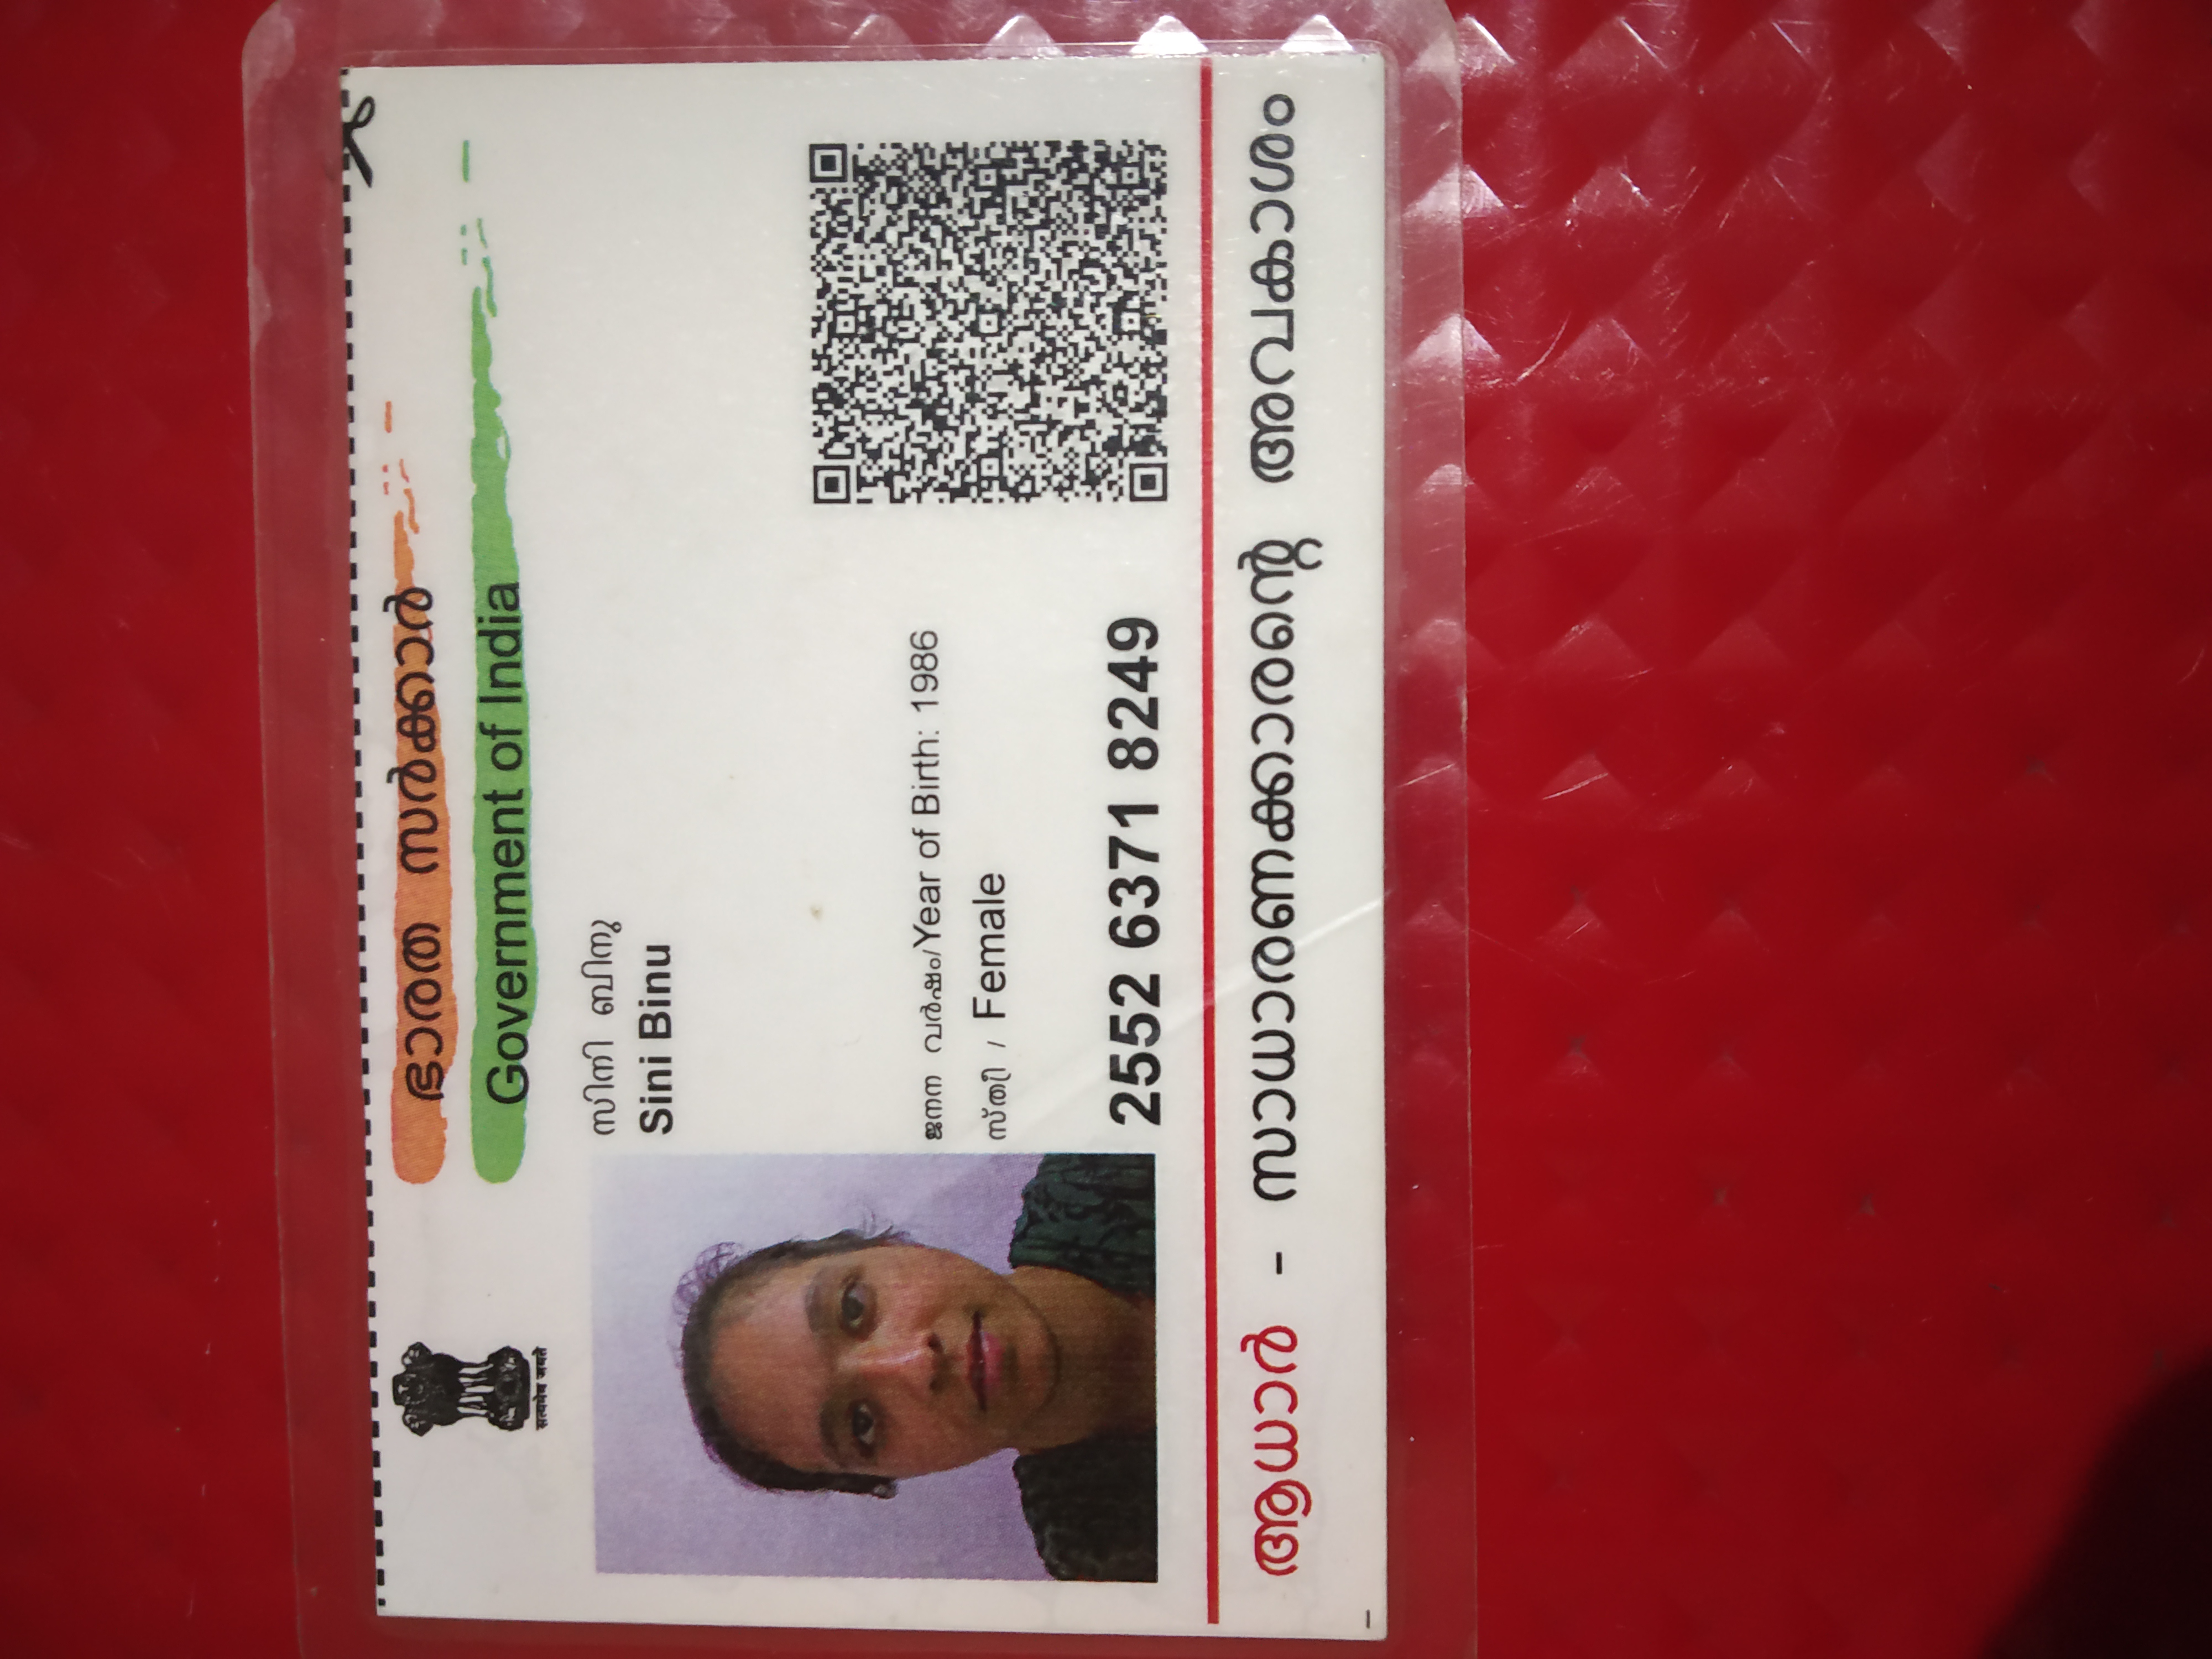 ഭാരത സർക്കാർ
Government of India
सत्यमेव जयते
സിനി ബിനു
Sini Binu
ജനന വർഷം/Year of Birth: 1986
സ്ത്രീ / Female
2552 6371 8249
ആധാർ - സാധാരണക്കാരന്റെ അവകാശം